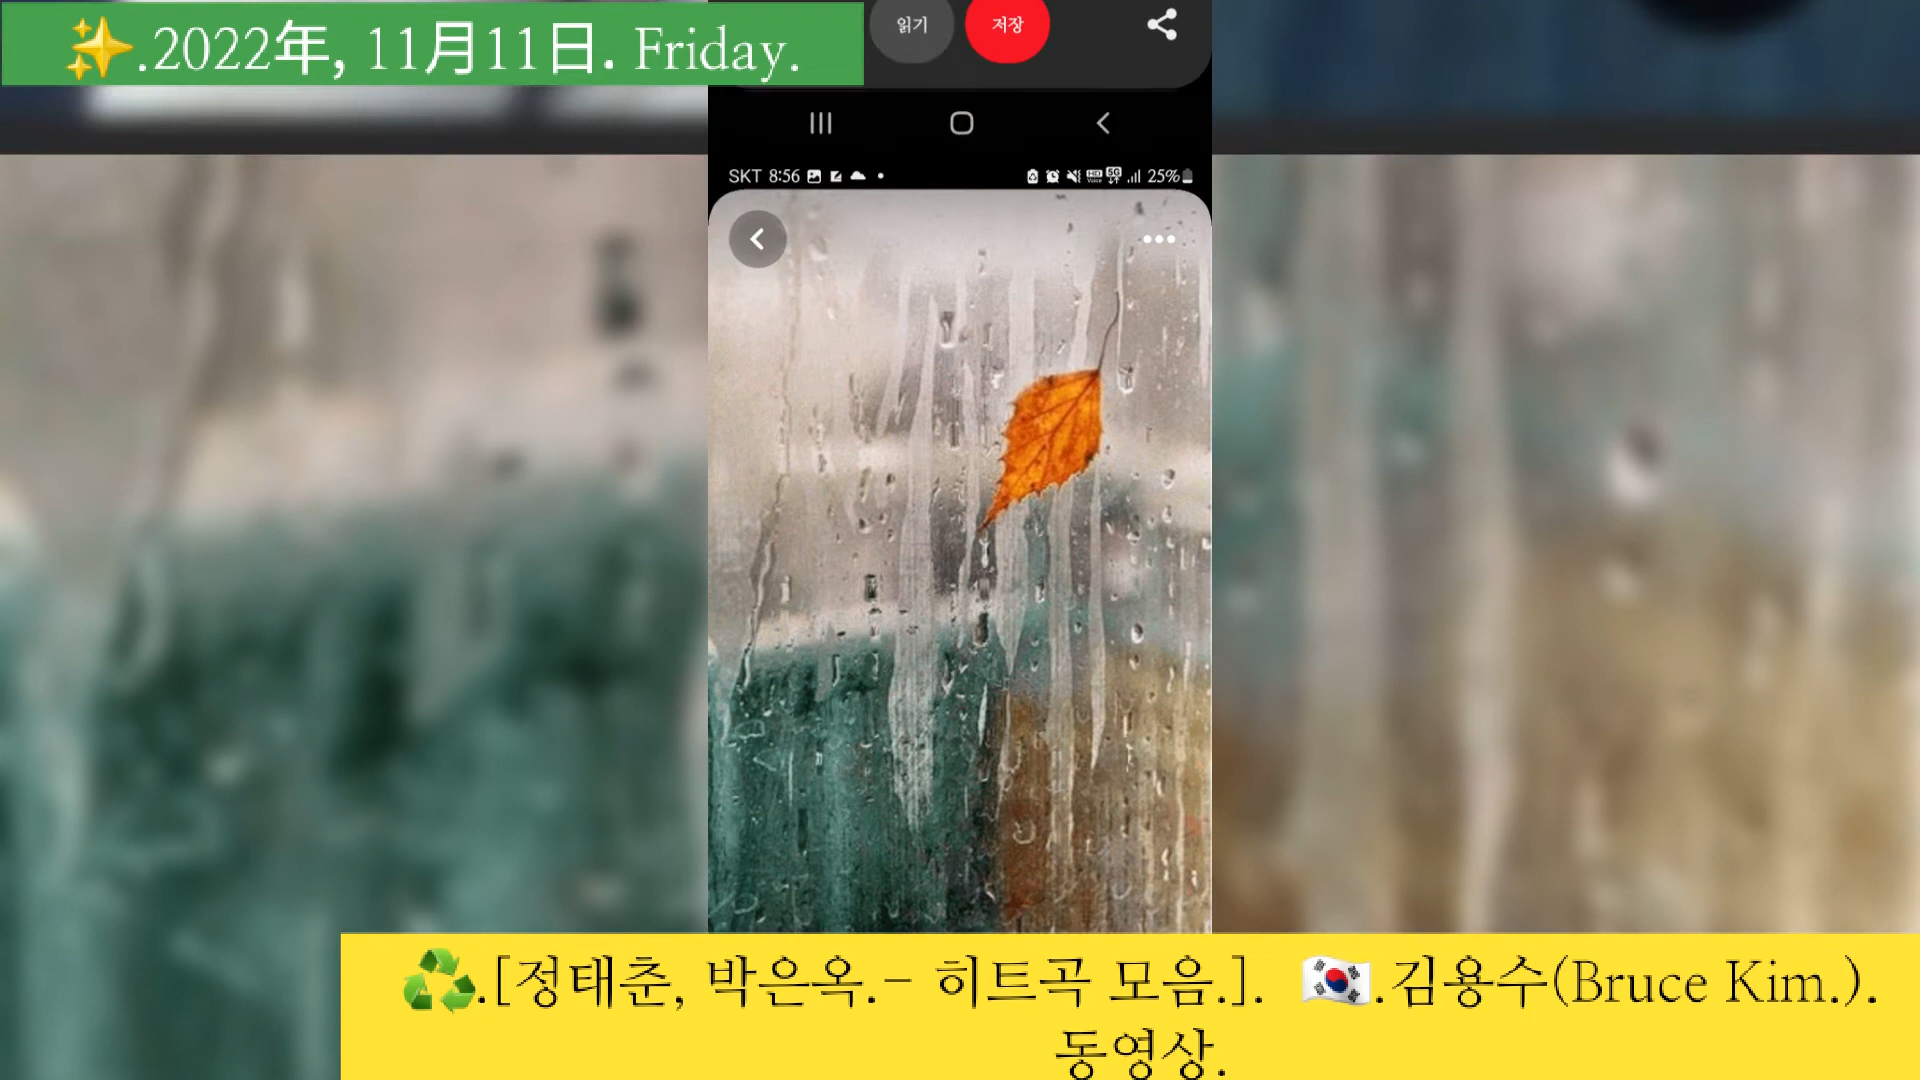 ✨.2022年, 11月11日. Friday.
읽기
저장
SKT 8:56
25%
♻.[정태춘, 박은옥.- 히트곡 모음.]. 🇰🇷.김용수(Bruce Kim.).
동영상.